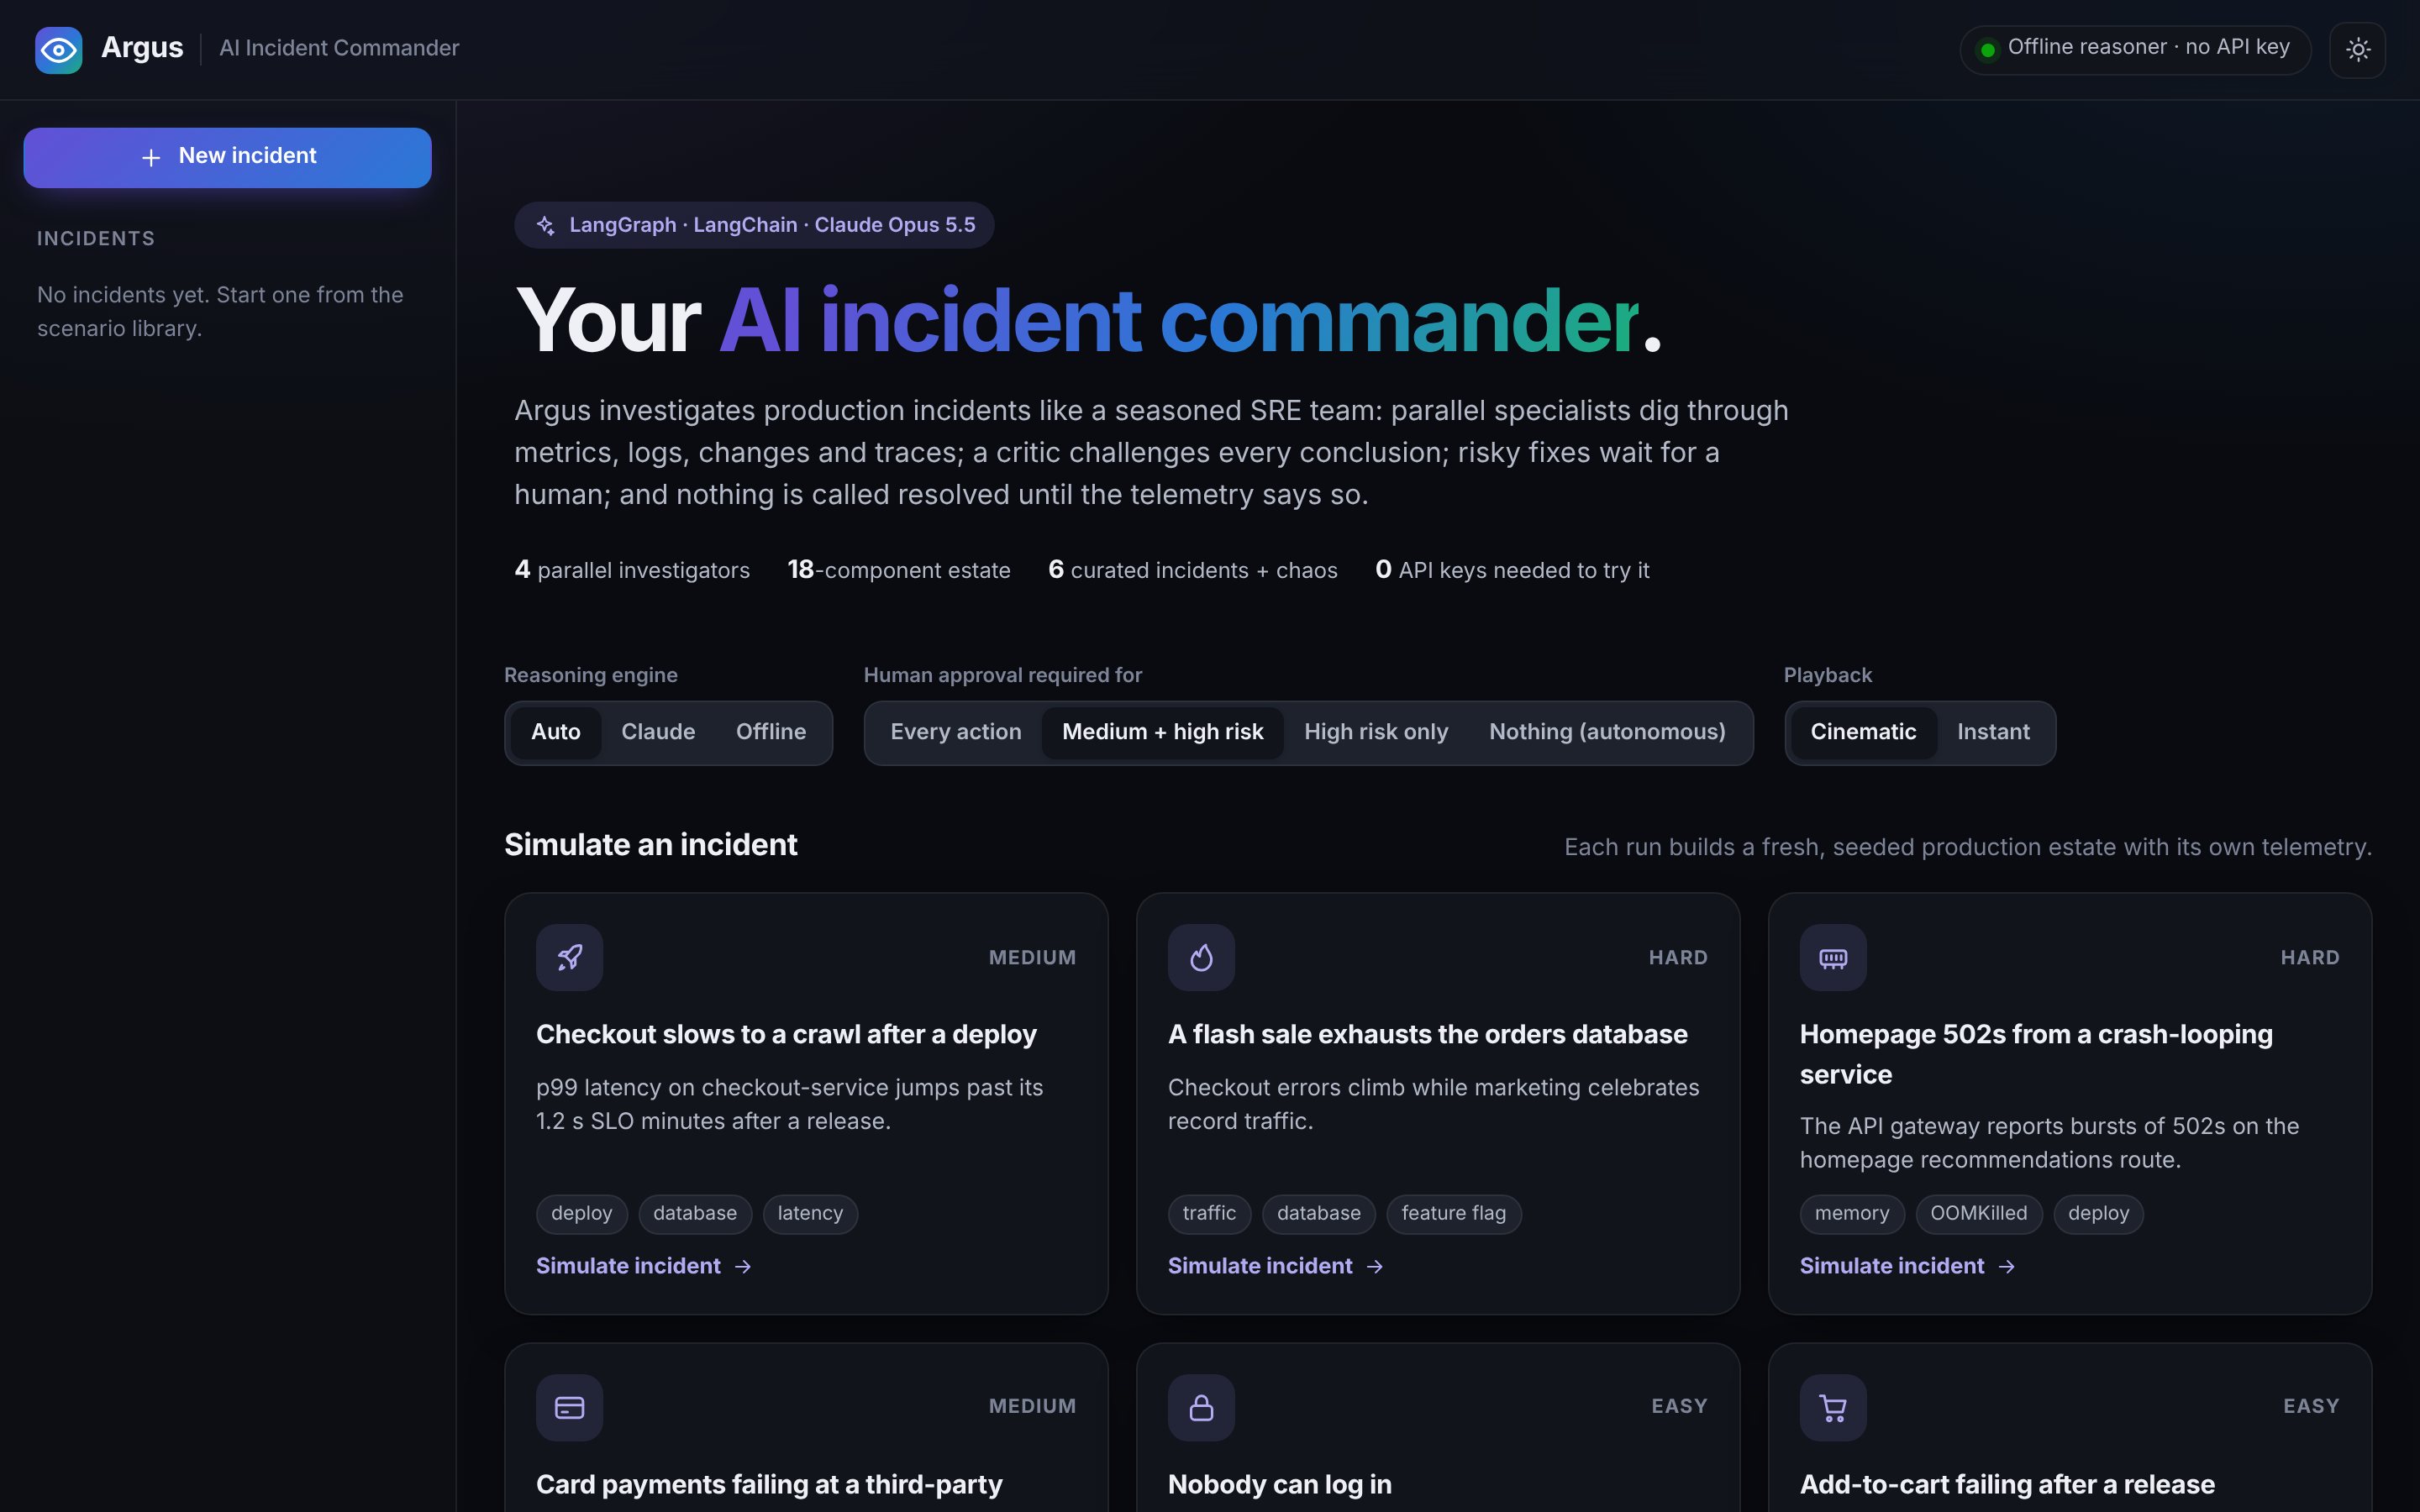 Argus
AI Incident Commander
Offline reasoner · no API key
New incident
INCIDENTS
No incidents yet. Start one from the
scenario library.
LangGraph · LangChain · Claude Opus 5.5
Your AI incident commander.
Argus investigates production incidents like a seasoned SRE team: parallel specialists dig through
metrics, logs, changes and traces; a critic challenges every conclusion; risky fixes wait for a
human; and nothing is called resolved until the telemetry says so.
4 parallel investigators 18-component estate 6 curated incidents + chaos 0 API keys needed to try it
Reasoning engine
Auto Claude Offline
Human approval required for
Every action Medium + high risk High risk only Nothing (autonomous)
Playback
Cinematic Instant
Simulate an incident
Each run builds a fresh, seeded production estate with its own telemetry.
MEDIUM
Checkout slows to a crawl after a deploy
p99 latency on checkout-service jumps past its
1.2 s SLO minutes after a release.
deploy database latency
Simulate incident →
HARD
A flash sale exhausts the orders database
Checkout errors climb while marketing celebrates
record traffic.
traffic database feature flag
Simulate incident →
HARD
Homepage 502s from a crash-looping
service
The API gateway reports bursts of 502s on the
homepage recommendations route.
memory OOMKilled deploy
Simulate incident →
MEDIUM
Card payments failing at a third-party
EASY
Nobody can log in
EASY
Add-to-cart failing after a release